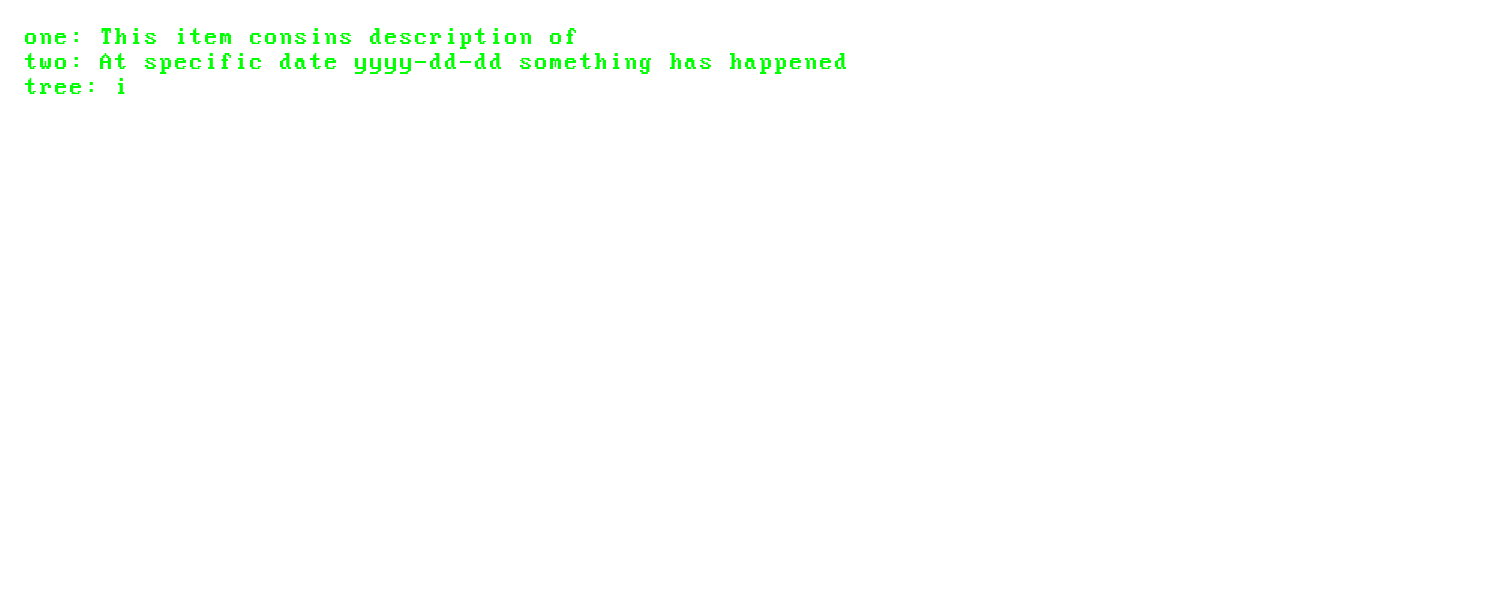 one: This item consins description of
two: At specific date yyyy-dd-dd something has happened
tree: i